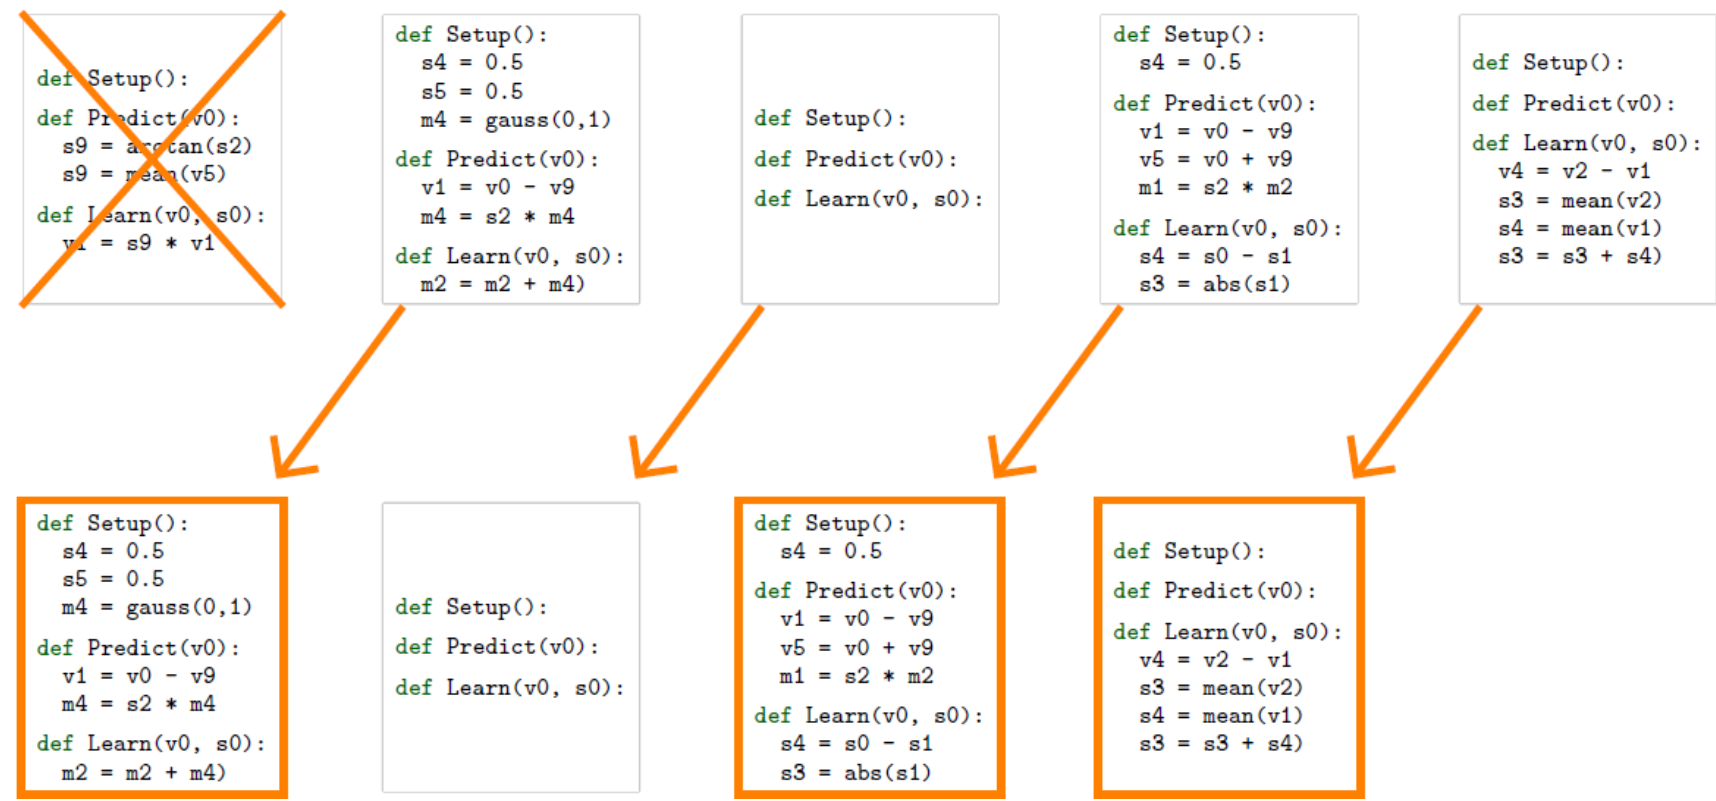 def Setup():
def Predict(v0):
  s9 = arctan(s2)
  s9 = mean(v5)
def Learn(v0, s0):
  v1 = s9 * v1
def Setup():
  s4 = 0.5
  s5 = 0.5
  m4 = gauss(0,1)
def Predict(v0):
  v1 = v0 - v9
  m4 = s2 * m4
def Learn(v0, s0):
  m2 = m2 + m4)
def Setup():
def Predict(v0):
def Learn(v0, s0):
def Setup():
  s4 = 0.5
def Predict(v0):
  v1 = v0 - v9
  v5 = v0 + v9
  m1 = s2 * m2
def Learn(v0, s0):
  s4 = s0 - s1
  s3 = abs(s1)
def Setup():
def Predict(v0):
def Learn(v0, s0):
  v4 = v2 - v1
  s3 = mean(v2)
  s4 = mean(v1)
  s3 = s3 + s4)
def Setup():
  s4 = 0.5
  s5 = 0.5
  m4 = gauss(0,1)
def Predict(v0):
  v1 = v0 - v9
  m4 = s2 * m4
def Learn(v0, s0):
  m2 = m2 + m4)
def Setup():
def Predict(v0):
def Learn(v0, s0):
def Setup():
  s4 = 0.5
def Predict(v0):
  v1 = v0 - v9
  v5 = v0 + v9
  m1 = s2 * m2
def Learn(v0, s0):
  s4 = s0 - s1
  s3 = abs(s1)
def Setup():
def Predict(v0):
def Learn(v0, s0):
  v4 = v2 - v1
  s3 = mean(v2)
  s4 = mean(v1)
  s3 = s3 + s4)